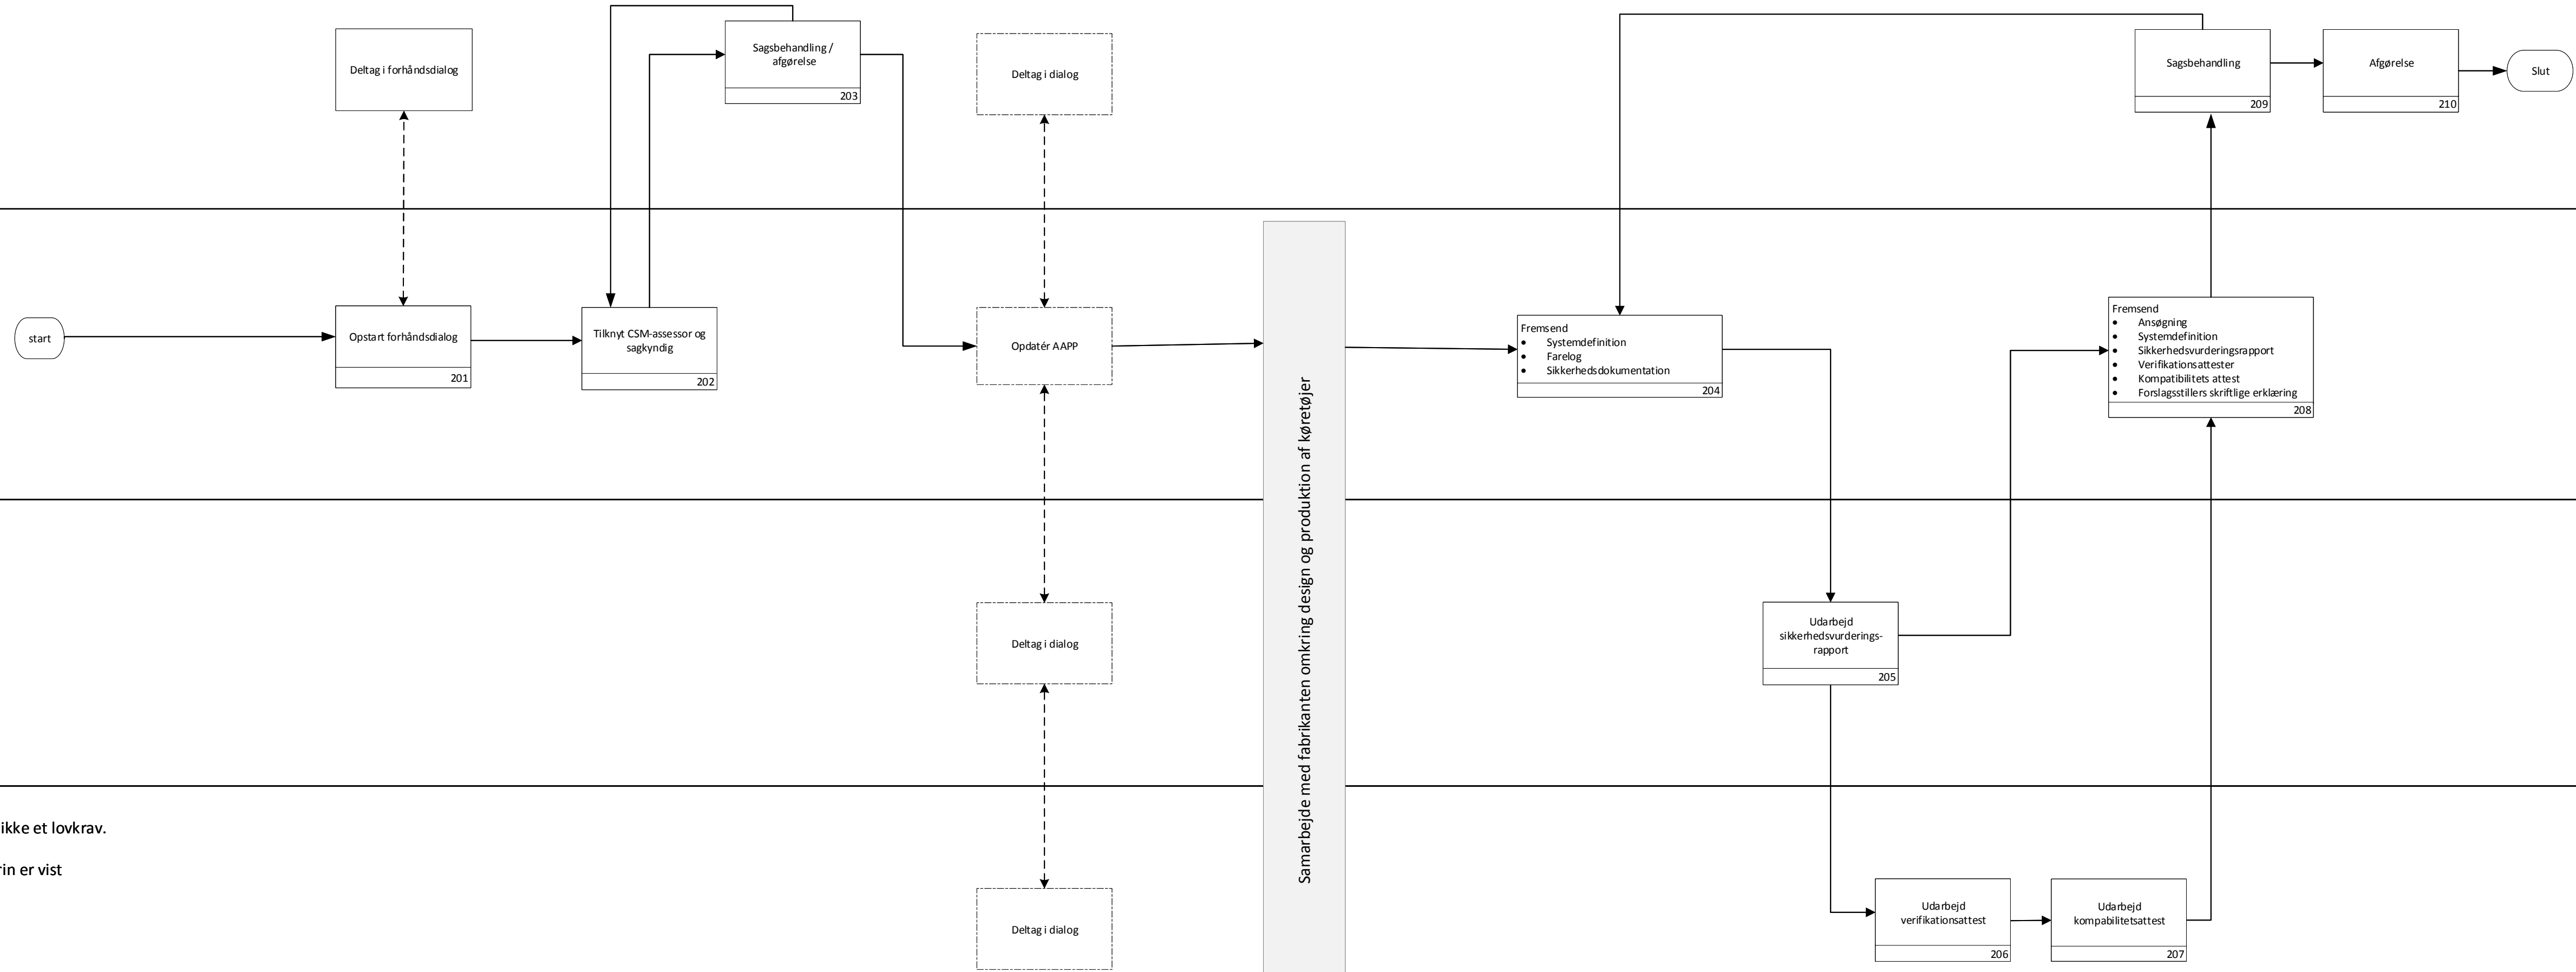 Deltag i forhåndsdialog
Sagsbehandling /
afgørelse
203
Deltag i dialog
Sagsbehandling
209
Afgørelse
210
Slut
start
Opstart forhåndsdialog
201
Tilknyt CSM-assessor og
sagkyndig
202
Opdatér AAPP
Samarbejde med fabrikanten omkring design og produktion af køretøjer
Fremsend
• Systemdefinition
• Farelog
• Sikkerhedsdokumentation
204
Fremsend
• Ansøgning
• Systemdefinition
• Sikkerhedsvurderingsrapport
• Verifikationsattester
• Kompatibilitets attest
• Forslagsstillers skriftlige erklæring
208
Deltag i dialog
Udarbejd
sikkerhedsvurderings-
rapport
205
ikke et lovkrav.
rin er vist
Deltag i dialog
Udarbejd
verifikationsattest
206
Udarbejd
kompabilitetsattest
207